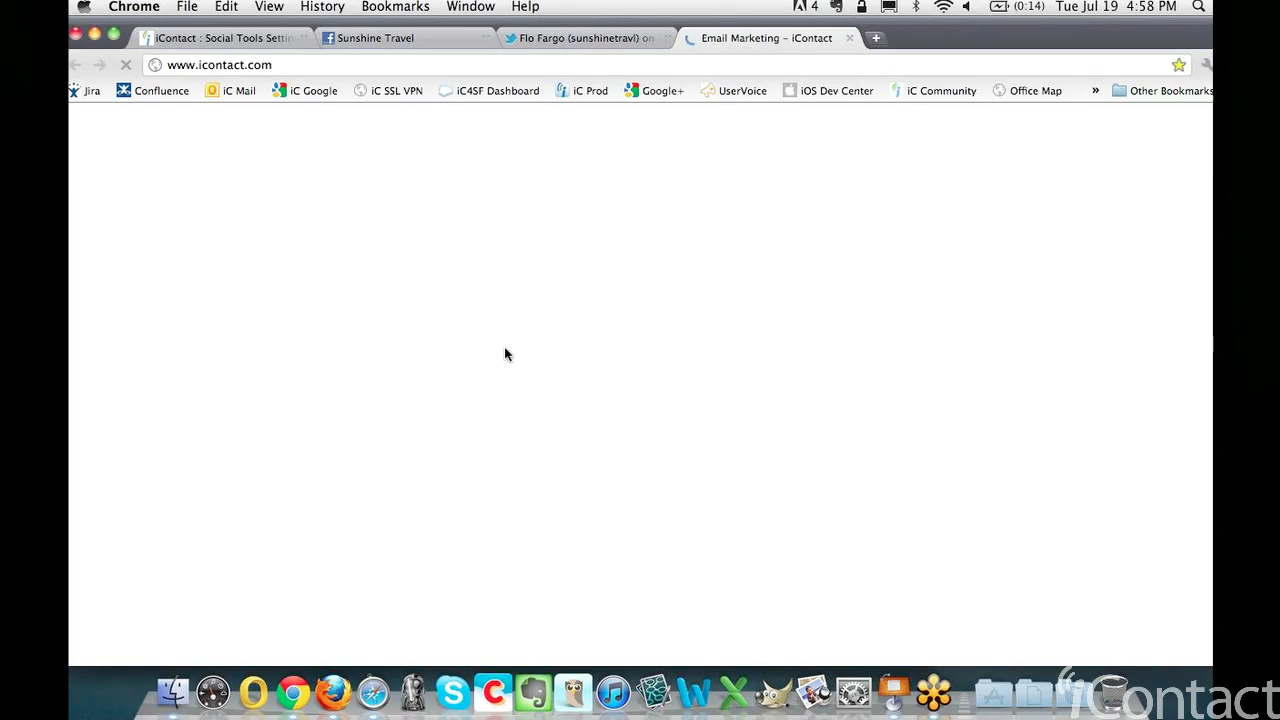 Chrome File Edit View History Bookmarks Window Help 4 (0:14) Tue Jul 19 4:58 PM
iContact : Social Tools Settin Sunshine Travel Flo Fargo (sunshinetravl) on Email Marketing – iContact
www.icontact.com
Jira Confluence iC Mail iC Google iC SSL VPN iC4SF Dashboard iC Prod Google+ UserVoice iOS Dev Center iC Community Office Map » Other Bookmarks
iContact